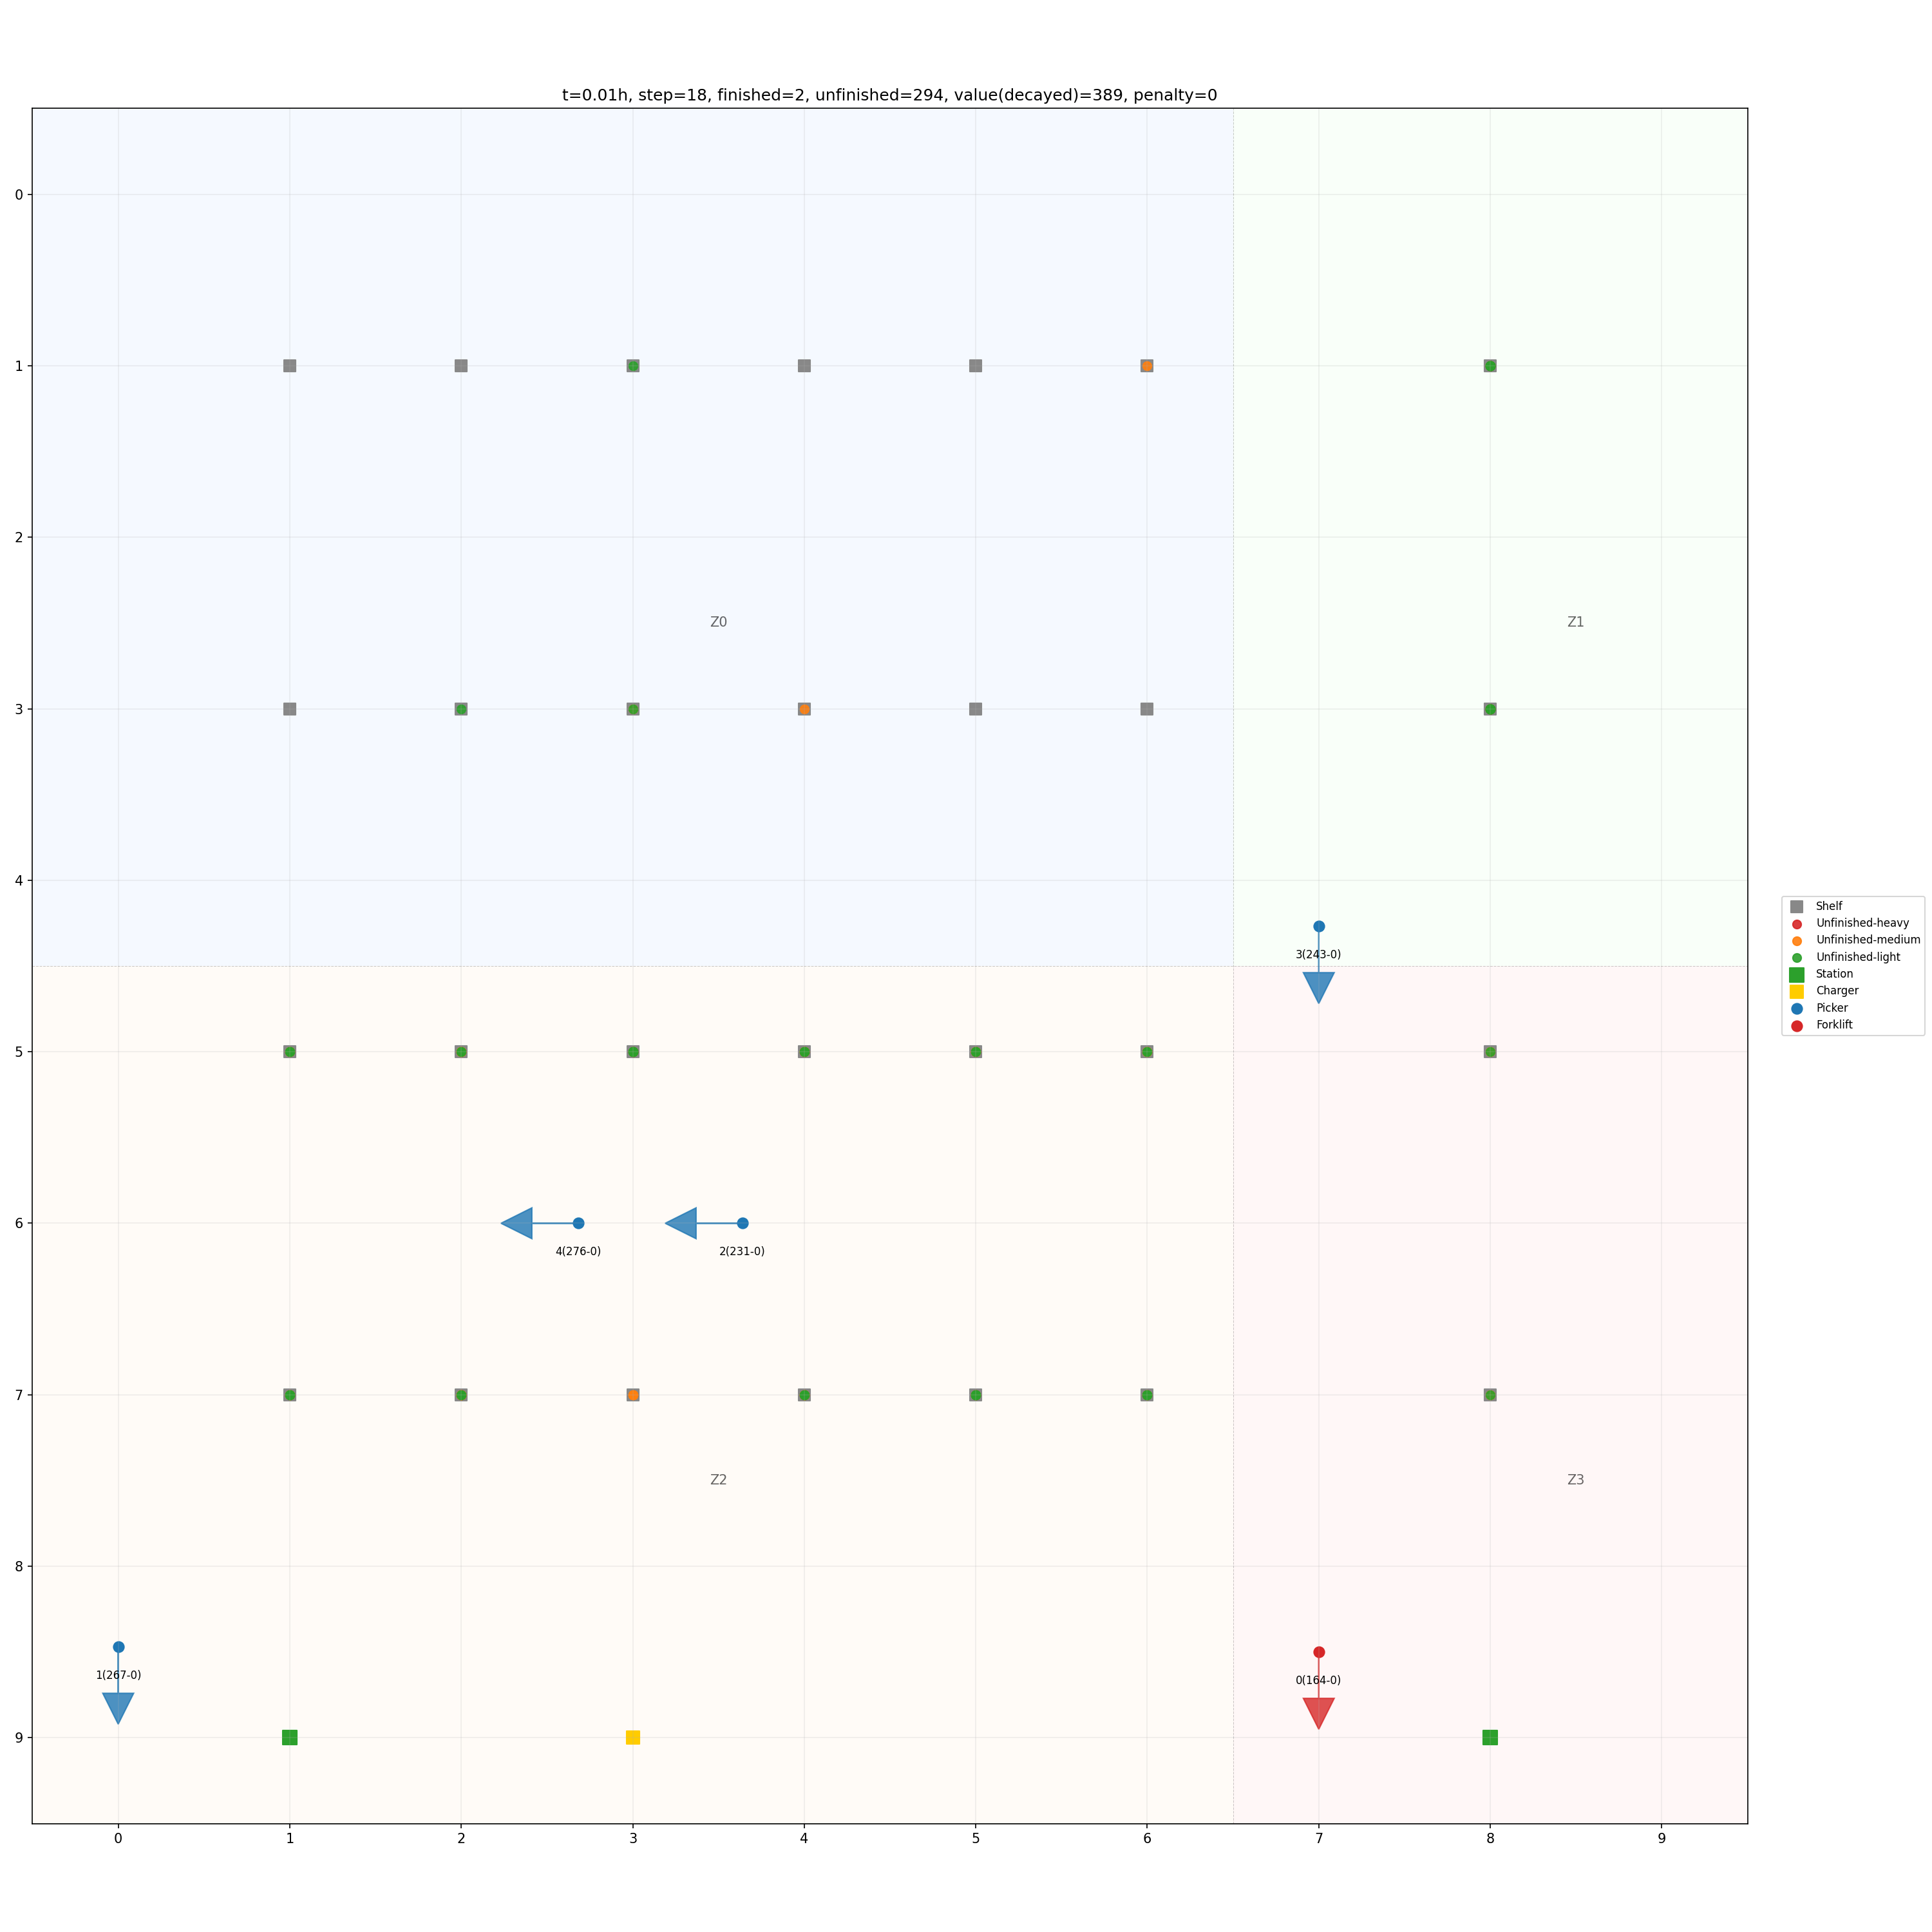 t=0.01h, step=18, finished=2, unfinished=294, value(decayed)=389, penalty=0
0
1
2
Z0
Z1
3
4
3(243-0)
Shelf
Unfinished-heavy
Unfinished-medium
Unfinished-light
Station
Charger
Picker
Forklift
5
6
4(276-0)
2(231-0)
7
Z2
Z3
8
1(267-0)
0(164-0)
9
0 1 2 3 4 5 6 7 8 9